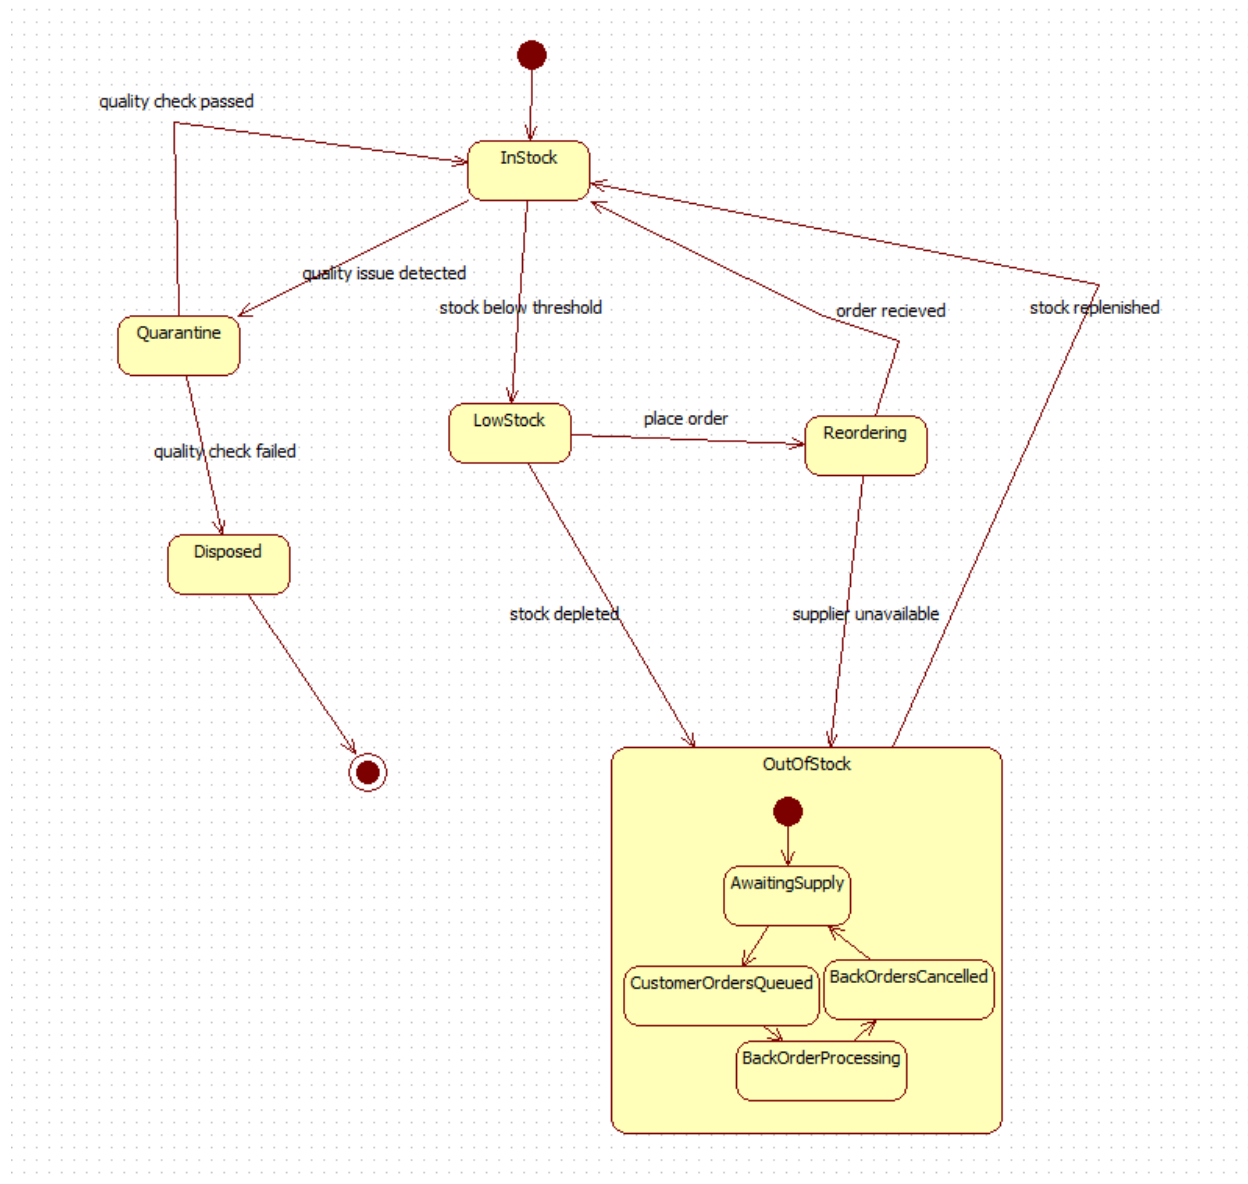 quality check passed
InStock
quality issue detected
stock below threshold
order recieved
stock replenished
Quarantine
LowStock
place order
Reordering
quality check failed
Disposed
stock depleted
supplier unavailable
OutOfStock
AwaitingSupply
CustomerOrdersQueued
BackOrdersCancelled
BackOrderProcessing